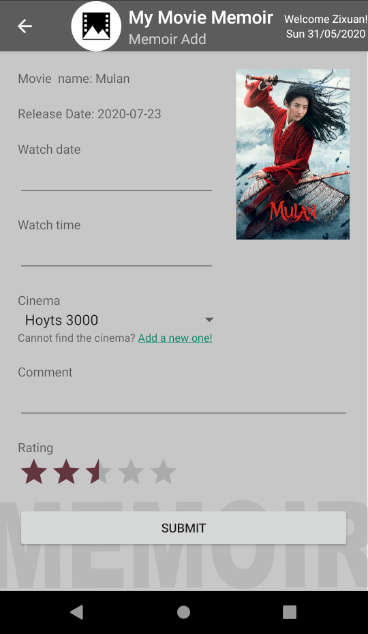 My Movie Memoir
Memoir Add
Welcome Zixuan!
Sun 31/05/2020
Movie  name: Mulan
Release Date: 2020-07-23
MULAN
Watch date
Watch time
Cinema
Hoyts 3000
Cannot find the cinema? Add a new one!
Comment
Rating
MEMOIR
SUBMIT